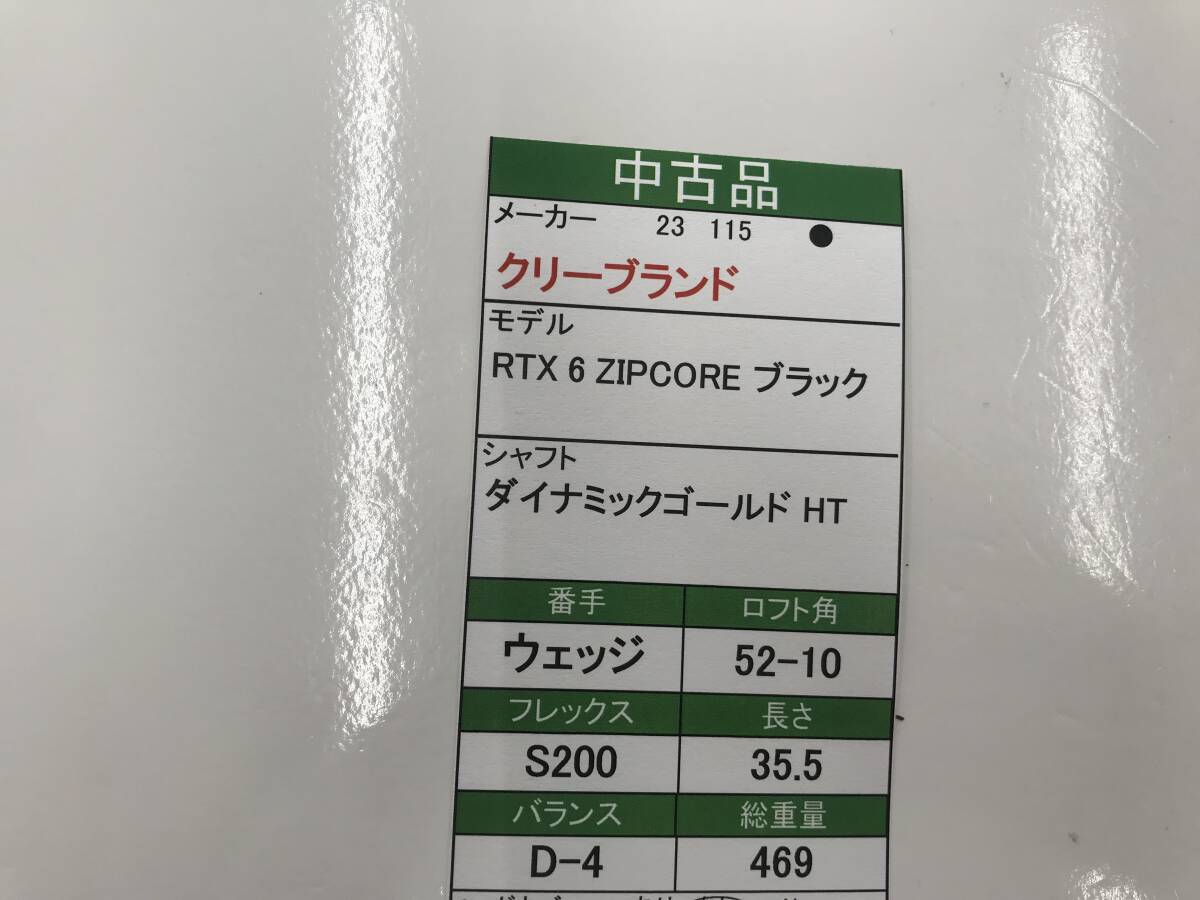 中古品
メーカー 23 115 ●
クリーブランド
モデル
RTX 6 ZIPCORE ブラック
シャフト
ダイナミックゴールド HT
番手 ロフト角
ウェッジ 52-10
フレックス 長さ
S200 35.5
バランス 総重量
D-4 469